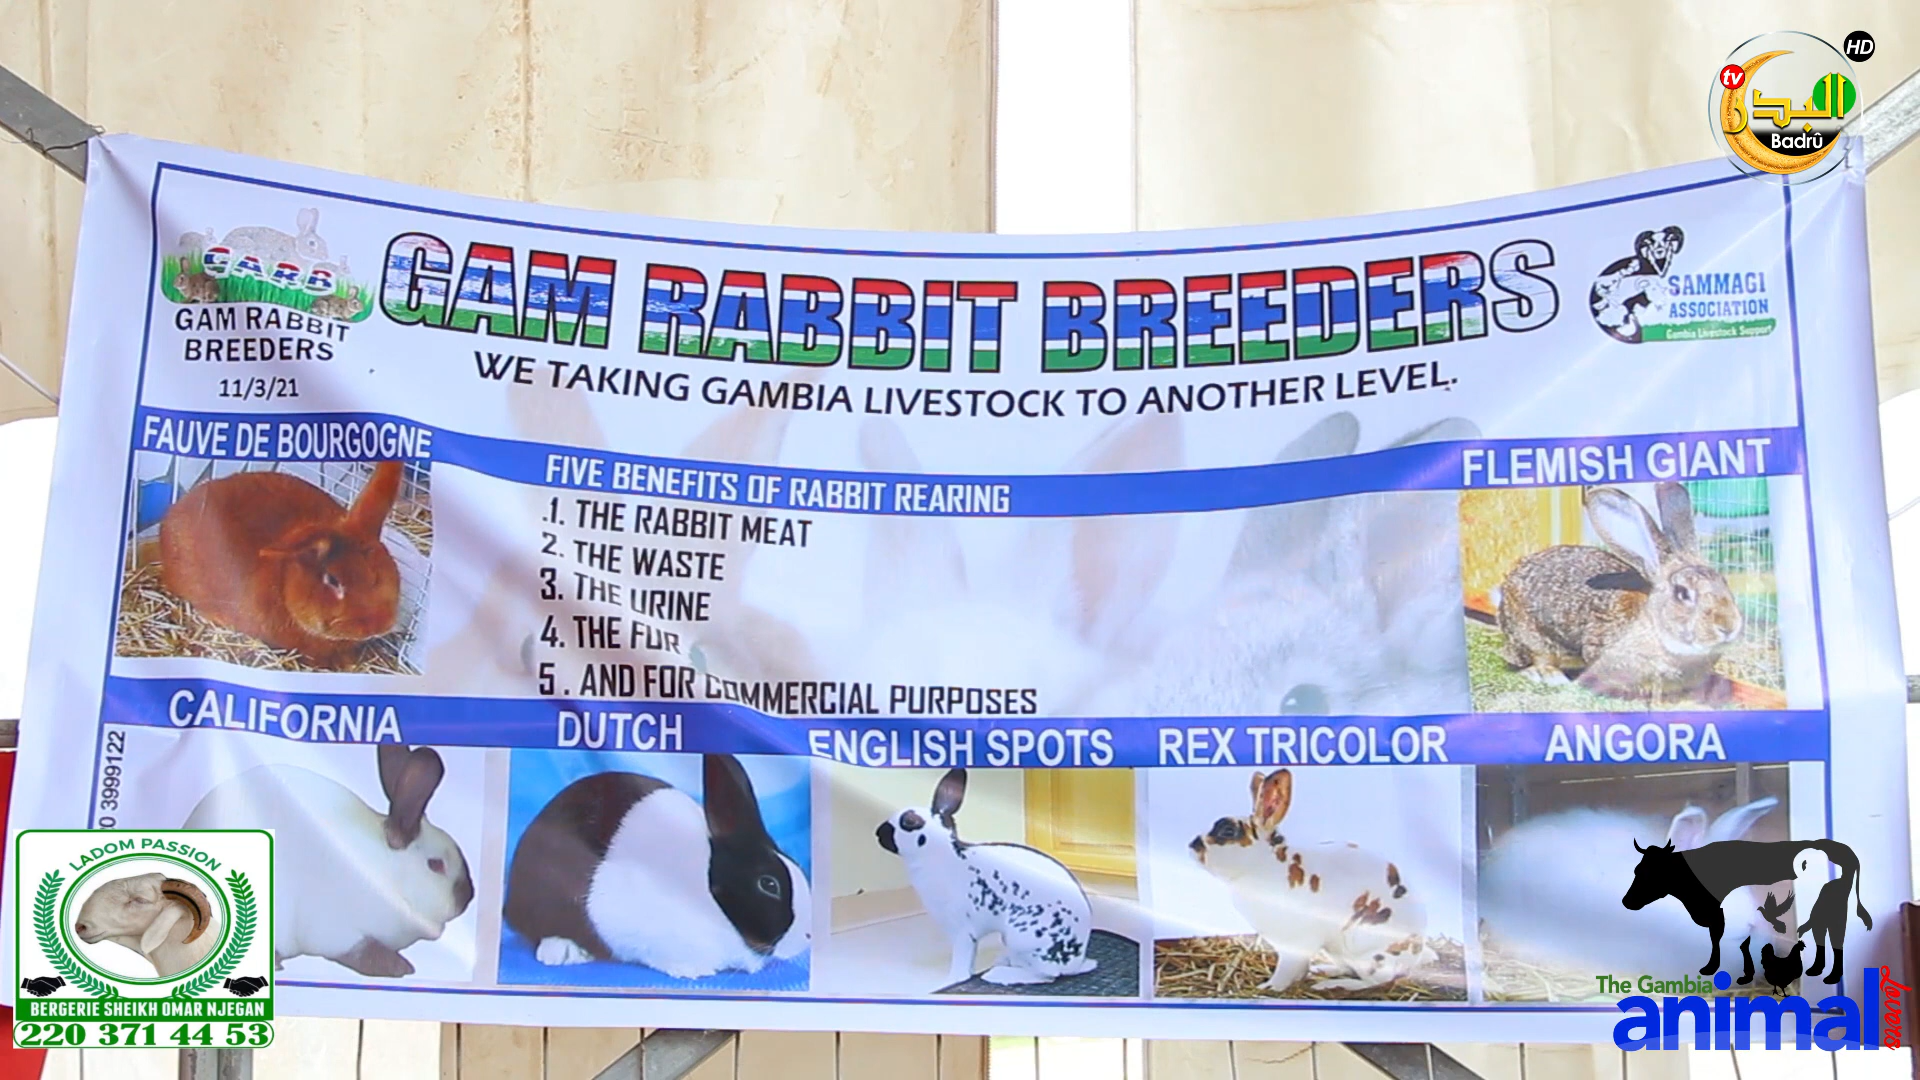 HD
tv
البدر
Badrû
GARB
GAM RABBIT
BREEDERS
11/3/21
GAM RABBIT BREEDERS
WE TAKING GAMBIA LIVESTOCK TO ANOTHER LEVEL.
SAMMAGI
ASSOCIATION
Gambia Livestock Support
FAUVE DE BOURGOGNE
FIVE BENEFITS OF RABBIT REARING
.1. THE RABBIT MEAT
2. THE WASTE
3. THE URINE
4. THE FUR
5 . AND FOR COMMERCIAL PURPOSES
FLEMISH GIANT
CALIFORNIA
DUTCH
ENGLISH SPOTS
REX TRICOLOR
ANGORA
3999122
LADOM PASSION
BERGERIE SHEIKH OMAR NJEGAN
220 371 44 53
The Gambia
animal
Lovers